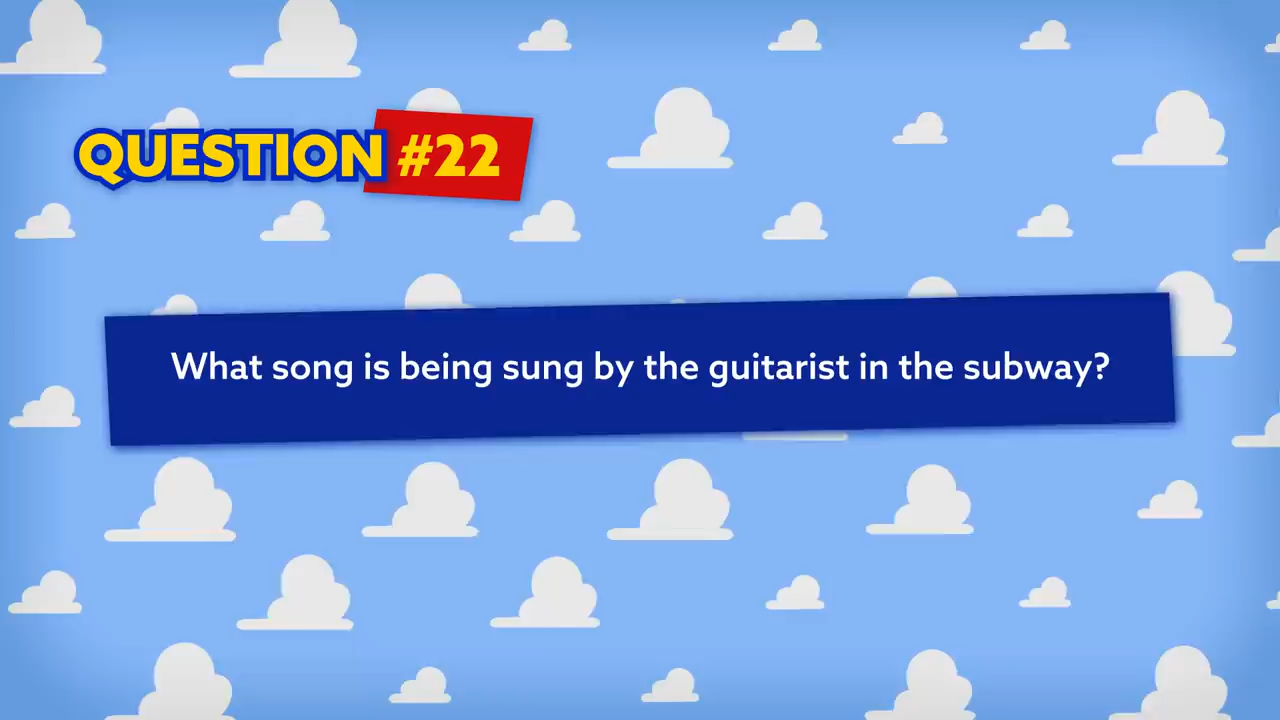 QUESTION #22
What song is being sung by the guitarist in the subway?